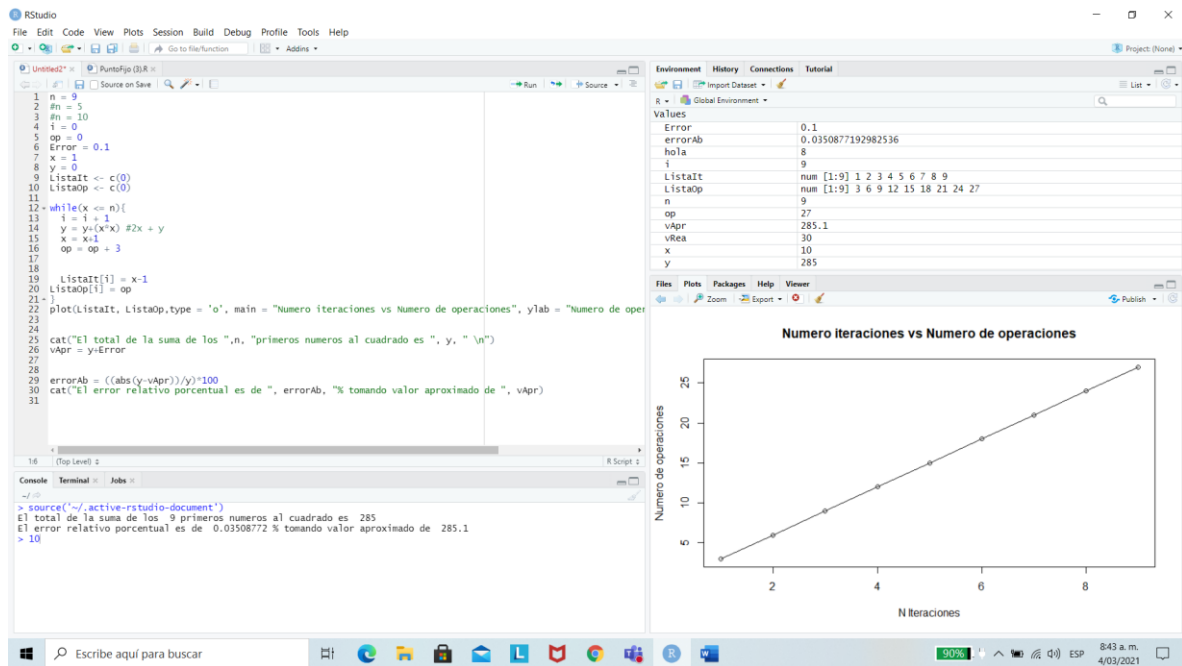 RStudio
File Edit Code View Plots Session Build Debug Profile Tools Help
Go to file/function
Addins
Project: (None)
Untitled2* PuntoFijo (3).R
Source on Save
Run
Source
1 n = 9
2 #n = 5
3 #n = 10
4 i = 0
5 op = 0
6 Error = 0.1
7 x = 1
8 y = 0
9 ListaIt <- c(0)
10 ListaOp <- c(0)
11
12 while(x <= n){
13 i = i + 1
14 y = y+(x*x) #2x + y
15 x = x+1
16 op = op + 3
17
18
19 ListaIt[i] = x-1
20 ListaOp[i] = op
21 }
22 plot(ListaIt, ListaOp,type = 'o', main = "Numero iteraciones vs Numero de operaciones", ylab = "Numero de oper
23
24
25 cat("El total de la suma de los ",n, "primeros numeros al cuadrado es ", y, " \n")
26 vApr = y+Error
27
28
29 errorAb = ((abs(y-vApr))/y)*100
30 cat("El error relativo porcentual es de ", errorAb, "% tomando valor aproximado de ", vApr)
31
1:6 (Top Level) R Script
Console Terminal Jobs
~/
> source('~/.active-rstudio-document')
El total de la suma de los  9 primeros numeros al cuadrado es  285
El error relativo porcentual es de  0.03508772 % tomando valor aproximado de  285.1
> 10
Environment History Connections Tutorial
Import Dataset
List
R Global Environment
Values
Error 0.1
errorAb 0.0350877192982536
hola 8
i 9
ListaIt num [1:9] 1 2 3 4 5 6 7 8 9
ListaOp num [1:9] 3 6 9 12 15 18 21 24 27
n 9
op 27
vApr 285.1
vRea 30
x 10
y 285
Files Plots Packages Help Viewer
Zoom Export Publish
Numero iteraciones vs Numero de operaciones
Numero de operaciones
25
20
15
10
5
2 4 6 8
N Iteraciones
Escribe aquí para buscar
90%
ESP
8:43 a. m.
4/03/2021